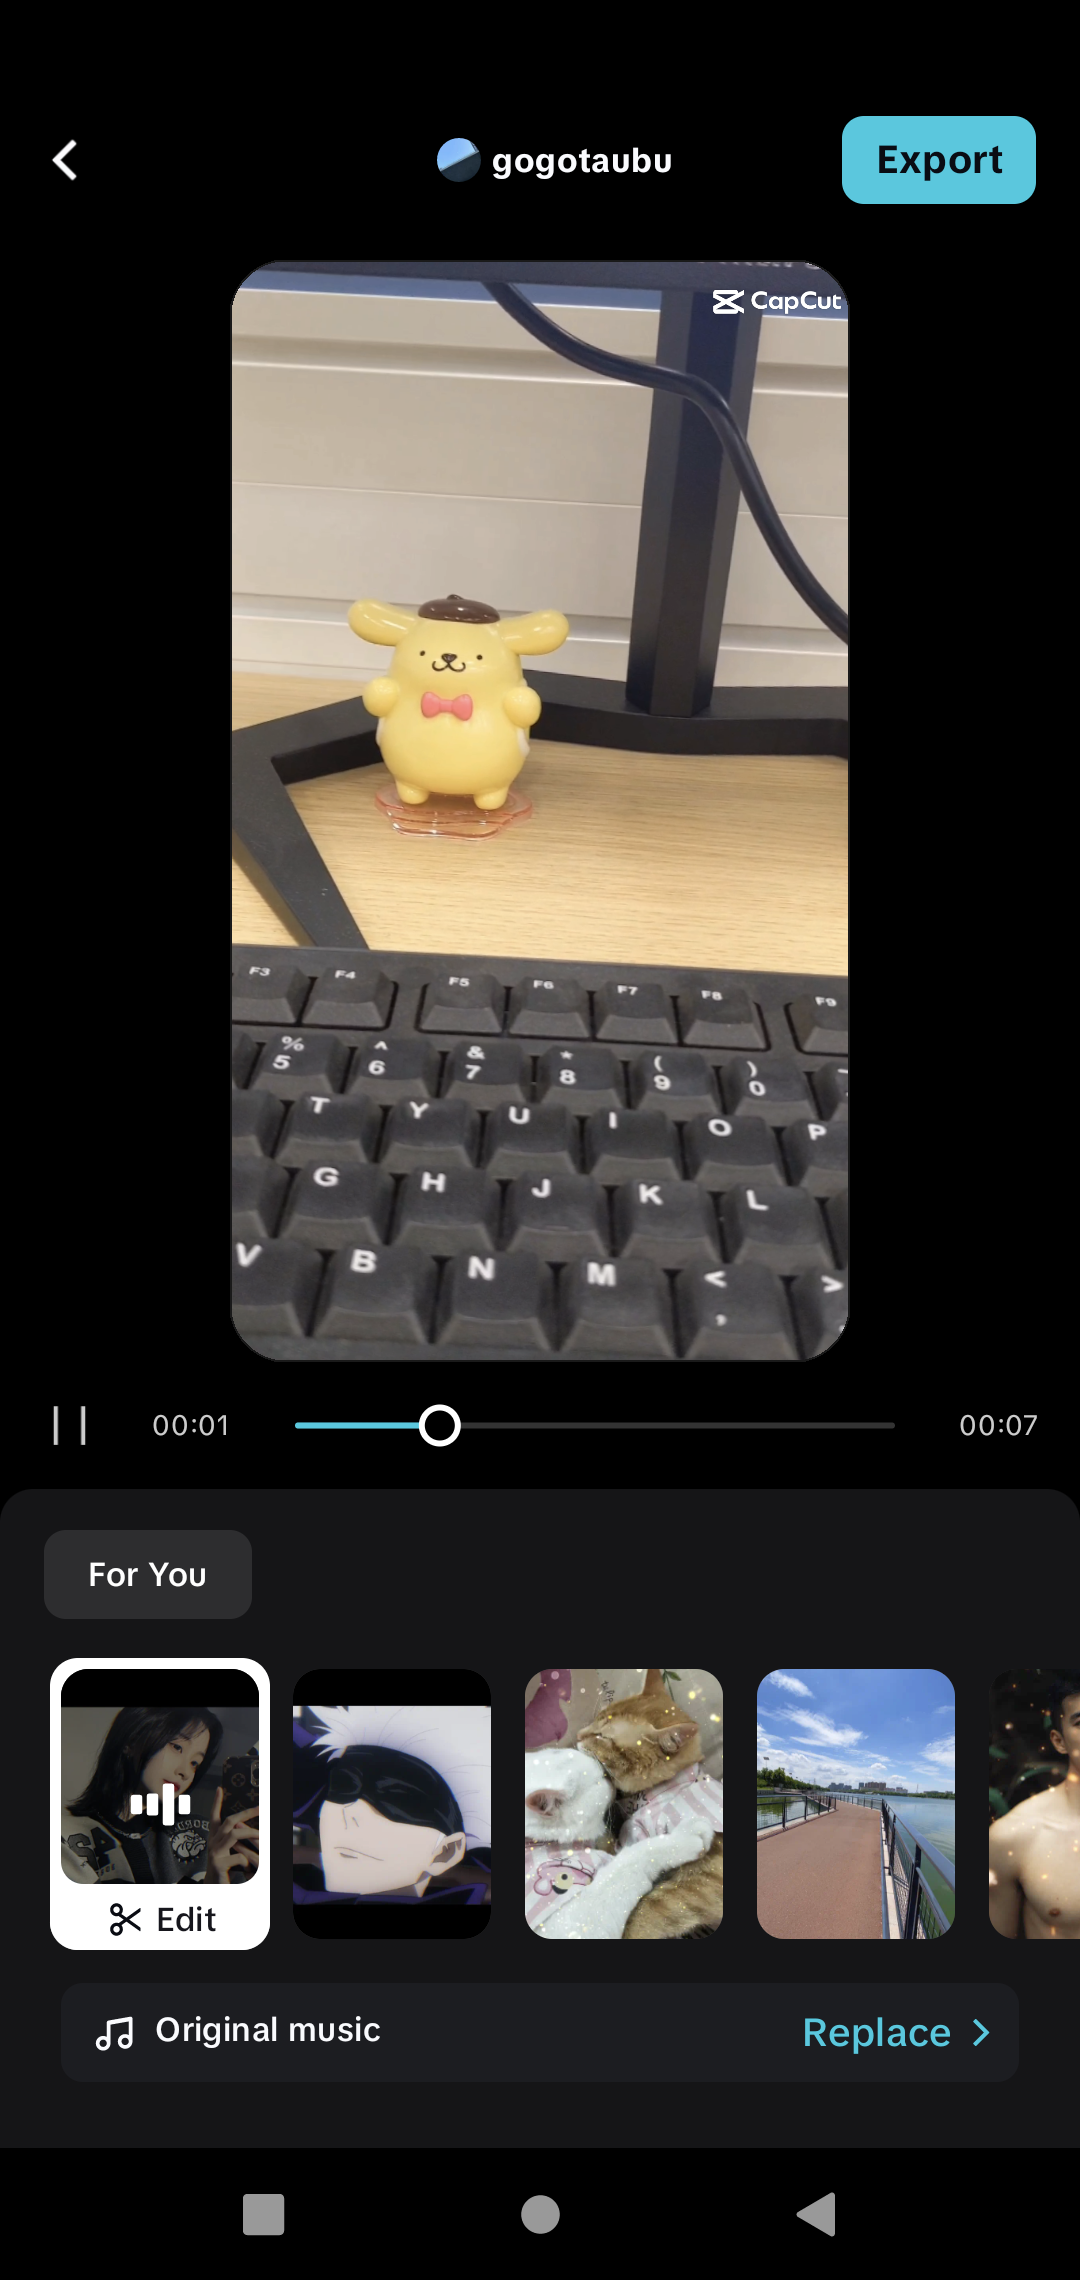 gogotaubu
Export
CapCut
F3 F4 F5 F6 F7 F8 F9
% ^ & * ( )
5 6 7 8 9 0
T Y U I O P
G H J K L
V B N M < >
,
00:01
00:07
For You
Edit
Original music
Replace